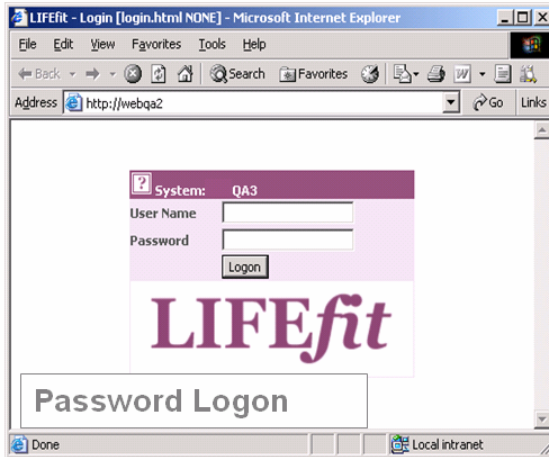 LIFEfit - Login [login.html NONE] - Microsoft Internet Explorer
File Edit View Favorites Tools Help
Back Search Favorites
Address http://webqa2 Go Links
? System: QA3
User Name
Password
Logon
LIFEfit
Password Logon
Done Local intranet